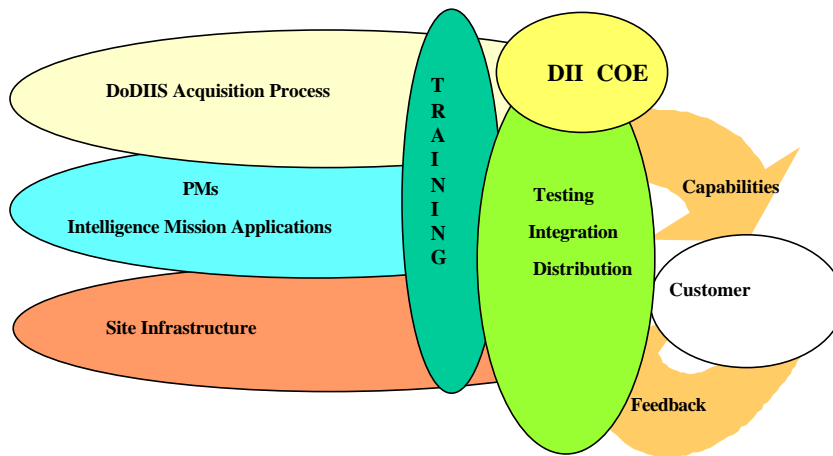 DoDIIS Acquisition Process
PMs
Intelligence Mission Applications
Site Infrastructure
T
R
A
I
N
I
N
G
DII COE
Testing
Integration
Distribution
Capabilities
Customer
Feedback